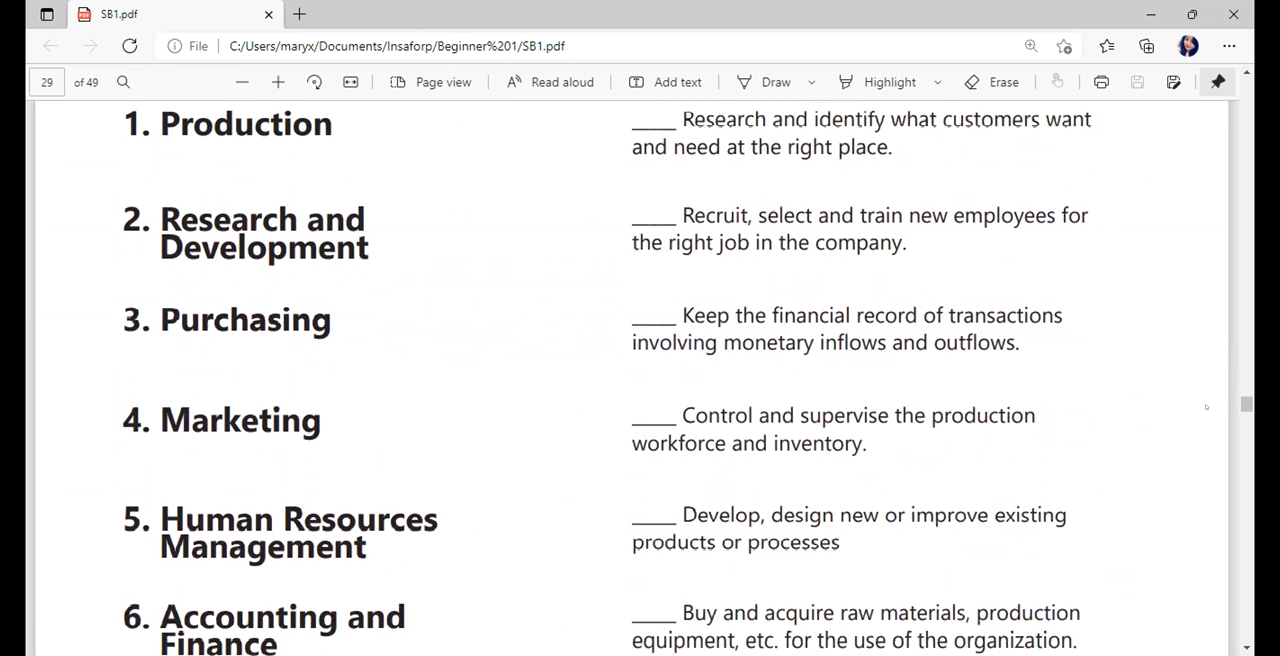 SB1.pdf
File C:/Users/maryx/Documents/Insaforp/Beginner%201/SB1.pdf
29 of 49 Page view Read aloud Add text Draw Highlight Erase
1. Production
_____ Research and identify what customers want
and need at the right place.
2. Research and
Development
_____ Recruit, select and train new employees for
the right job in the company.
3. Purchasing
_____ Keep the financial record of transactions
involving monetary inflows and outflows.
4. Marketing
_____ Control and supervise the production
workforce and inventory.
5. Human Resources
Management
_____ Develop, design new or improve existing
products or processes
6. Accounting and
Finance
_____ Buy and acquire raw materials, production
equipment, etc. for the use of the organization.